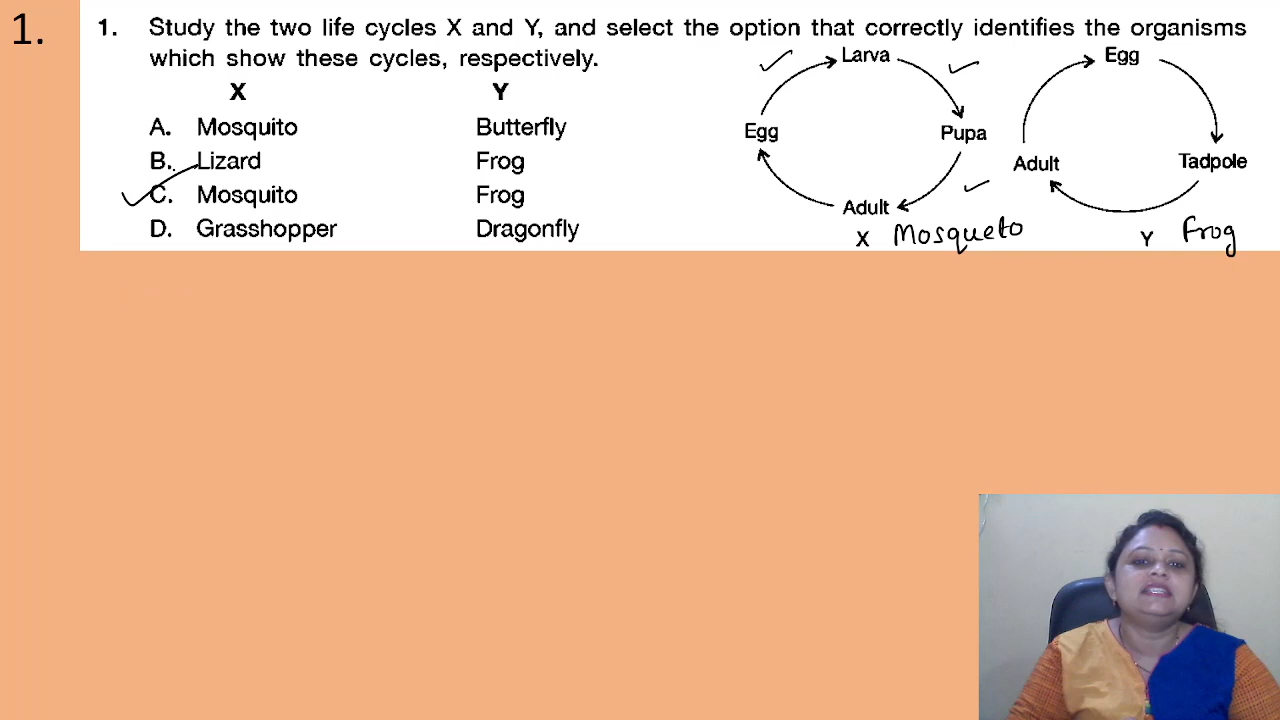 1.
1. Study the two life cycles X and Y, and select the option that correctly identifies the organisms
which show these cycles, respectively.
X Y
A. Mosquito Butterfly
B. Lizard Frog
C. Mosquito Frog
D. Grasshopper Dragonfly
Larva
Egg
Pupa
Adult
X Mosqueto
Egg
Adult
Tadpole
Y Frog